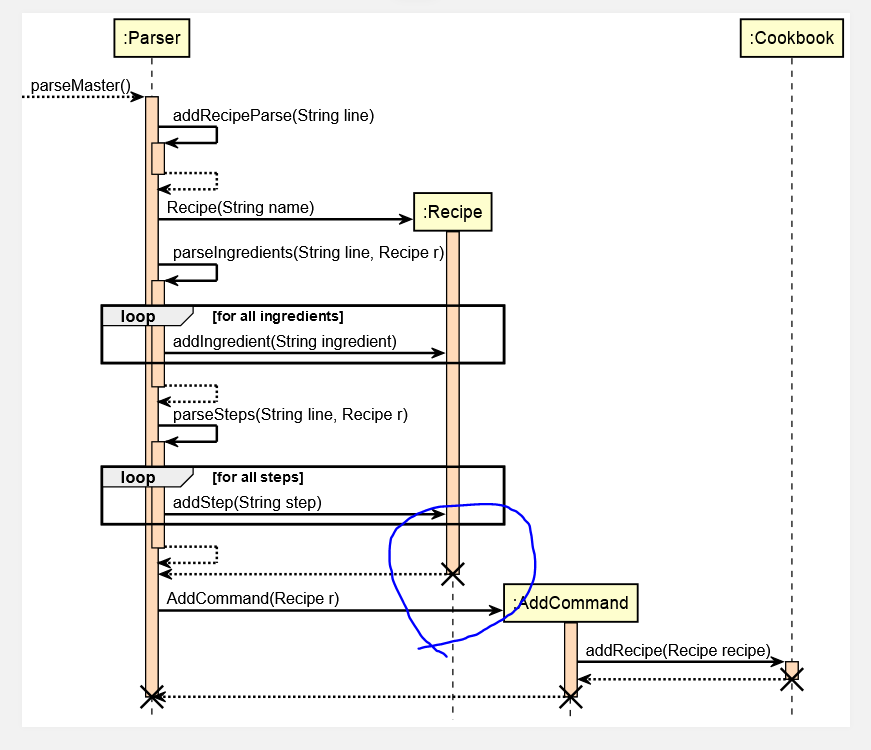 :Parser
:Cookbook
parseMaster()
addRecipeParse(String line)
Recipe(String name)
:Recipe
parseIngredients(String line, Recipe r)
loop [for all ingredients]
addIngredient(String ingredient)
parseSteps(String line, Recipe r)
loop [for all steps]
addStep(String step)
AddCommand(Recipe r)
:AddCommand
addRecipe(Recipe recipe)